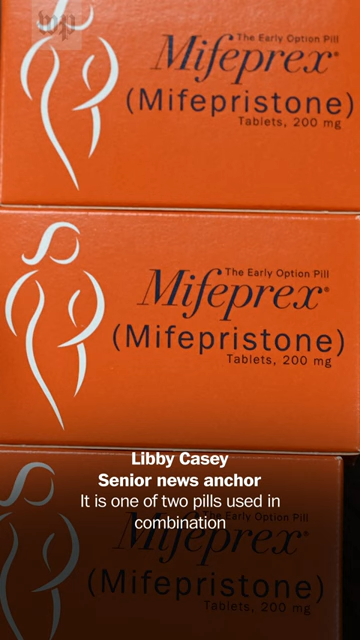 wp
The Early Option Pill
Mifeprex®
(Mifepristone)
Tablets, 200 mg
The Early Option Pill
Mifeprex®
(Mifepristone)
Tablets, 200 mg
Libby Casey
Senior news anchor
It is one of two pills used in
combination
The Early Option Pill
Mifeprex®
(Mifepristone)
Tablets, 200 mg